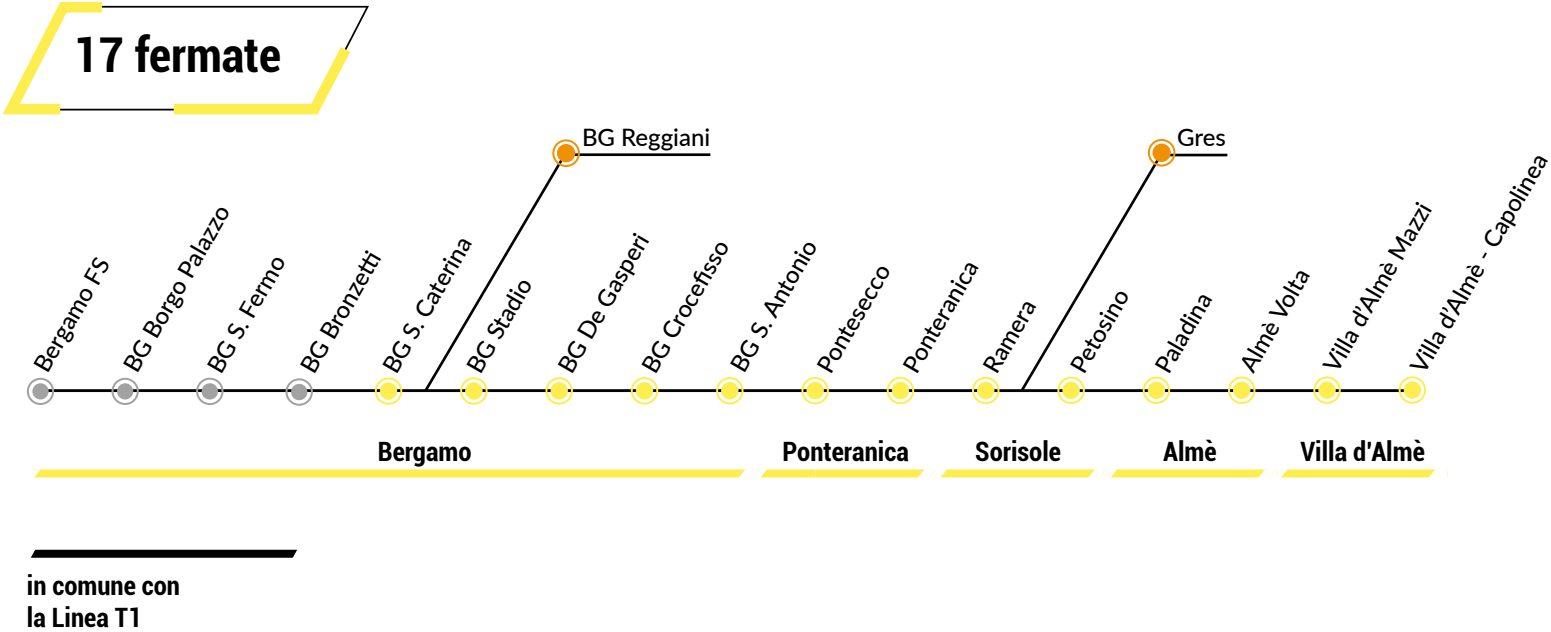 17 fermate
BG Reggiani
Gres
Bergamo FS
BG Borgo Palazzo
BG S. Fermo
BG Bronzetti
BG S. Caterina
BG Stadio
BG De Gasperi
BG Crocefisso
BG S. Antonio
Pontesecco
Ponteranica
Ramera
Petosino
Paladina
Almè Volta
Villa d'Almè Mazzi
Villa d'Almè - Capolinea
Bergamo
Ponteranica
Sorisole
Almè
Villa d'Almè
in comune con
la Linea T1